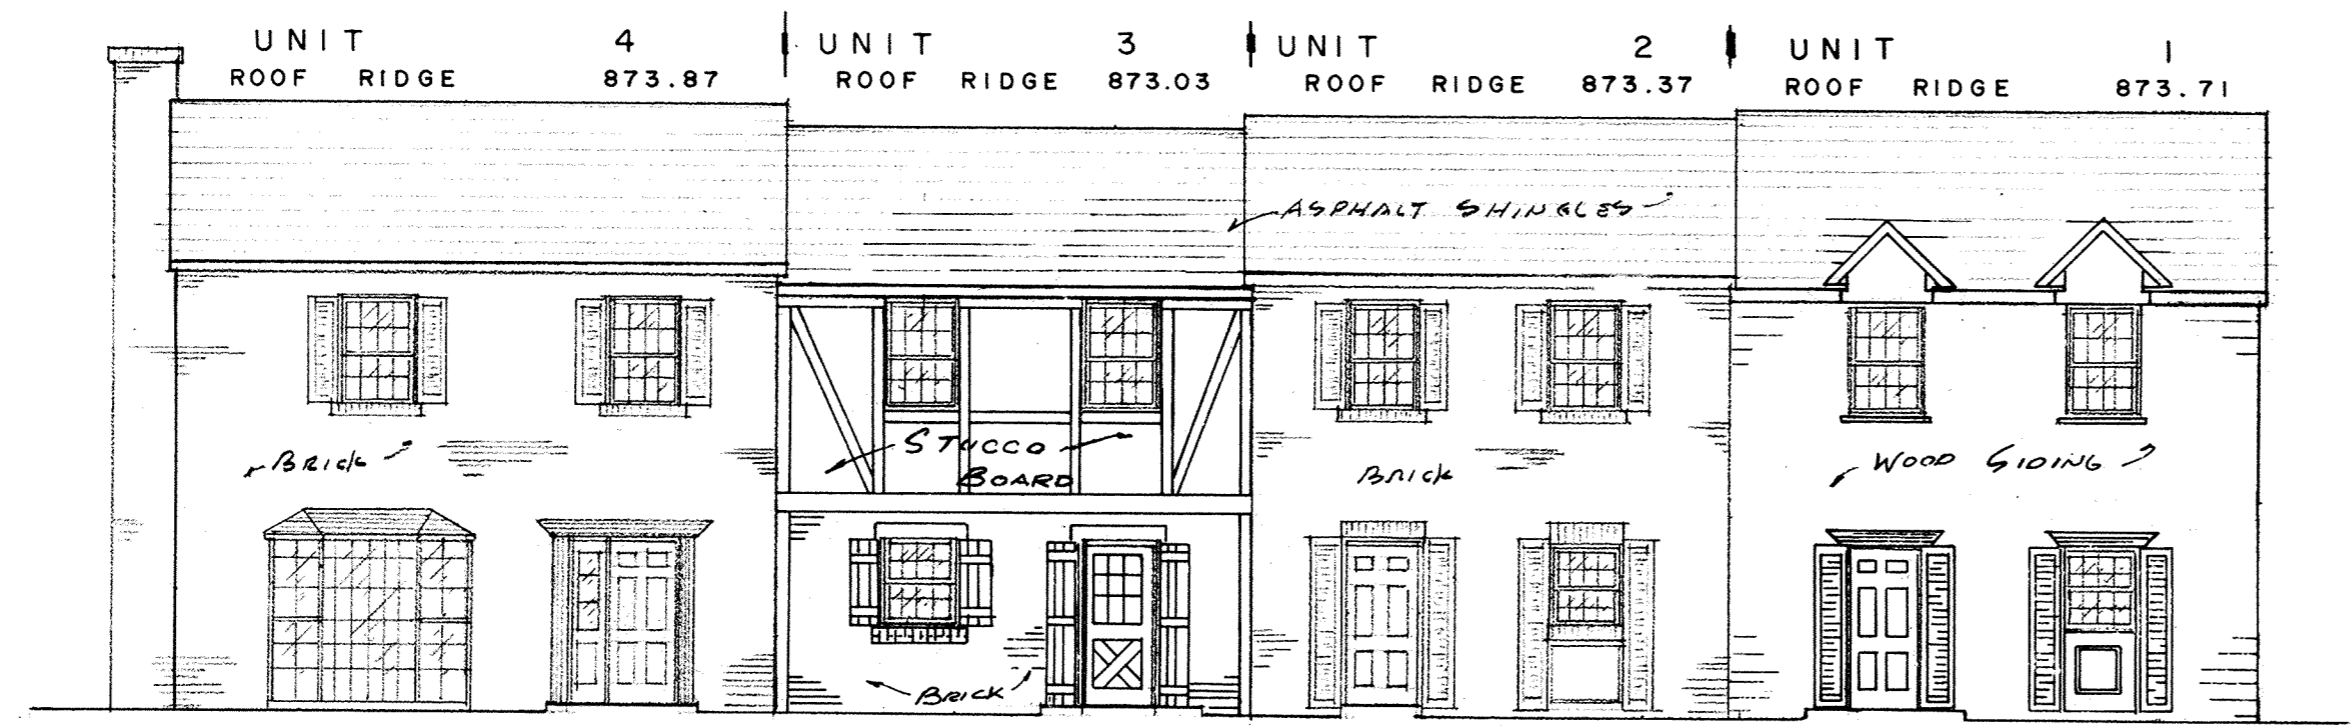 UNIT 4 UNIT 3 UNIT 2 UNIT 1
ROOF RIDGE 873.87 ROOF RIDGE 873.03 ROOF RIDGE 873.37 ROOF RIDGE 873.71
ASPHALT SHINGLES
BRICK
STUCCO
BOARD
BRICK
WOOD SIDING
BRICK